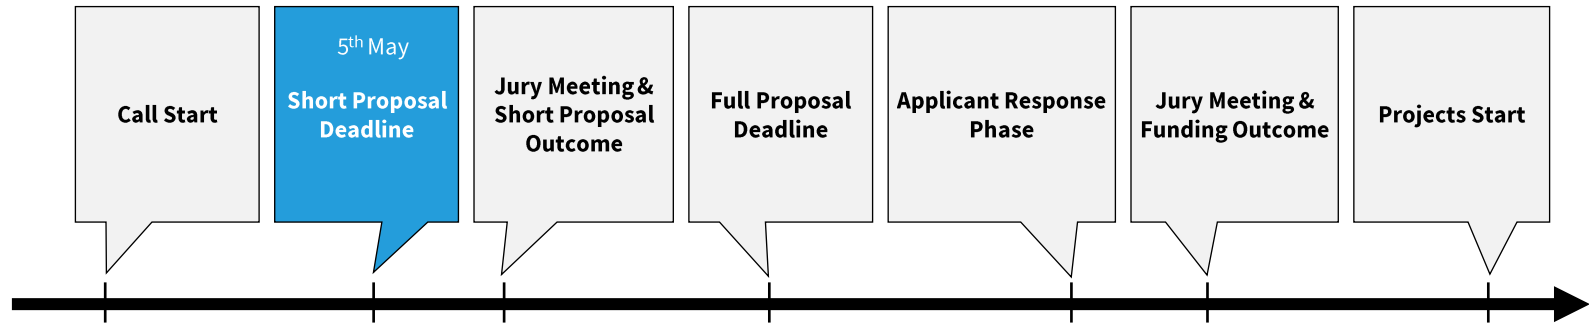 Call Start
5th May
Short Proposal
Deadline
Jury Meeting &
Short Proposal
Outcome
Full Proposal
Deadline
Applicant Response
Phase
Jury Meeting &
Funding Outcome
Projects Start